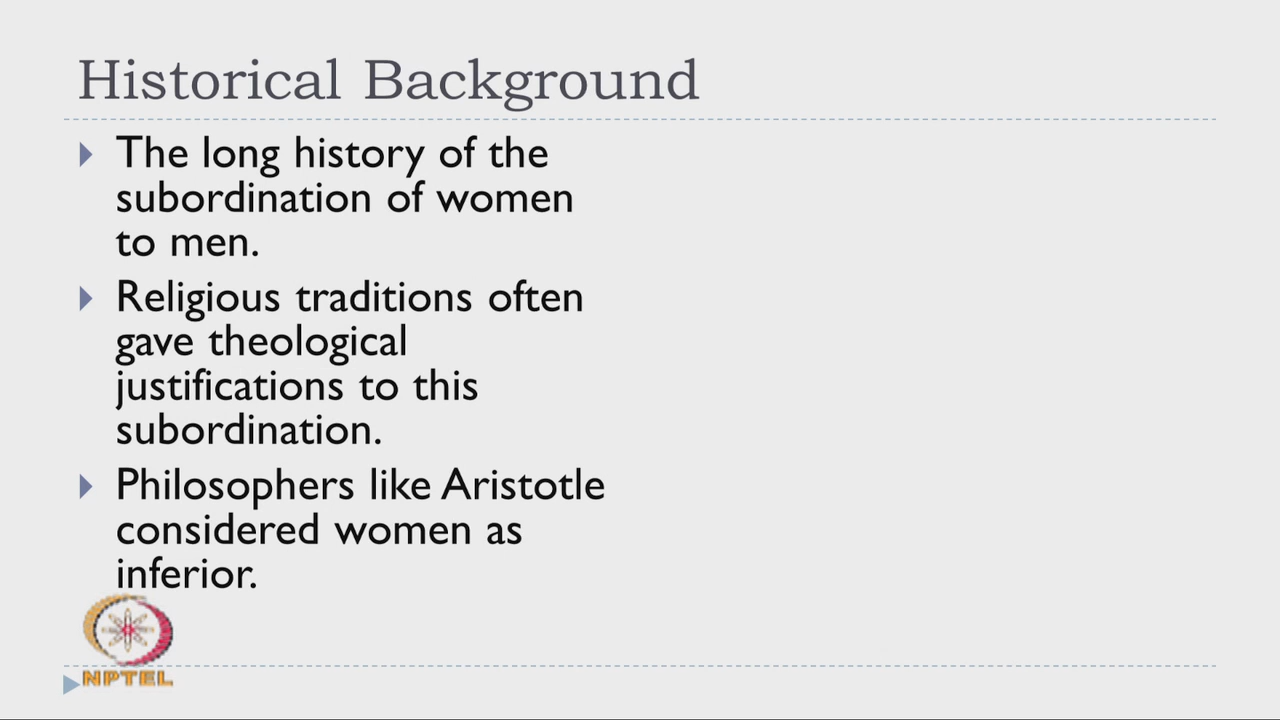 Historical Background
The long history of the
subordination of women
to men.
Religious traditions often
gave theological
justifications to this
subordination.
Philosophers like Aristotle
considered women as
inferior.
NPTEL